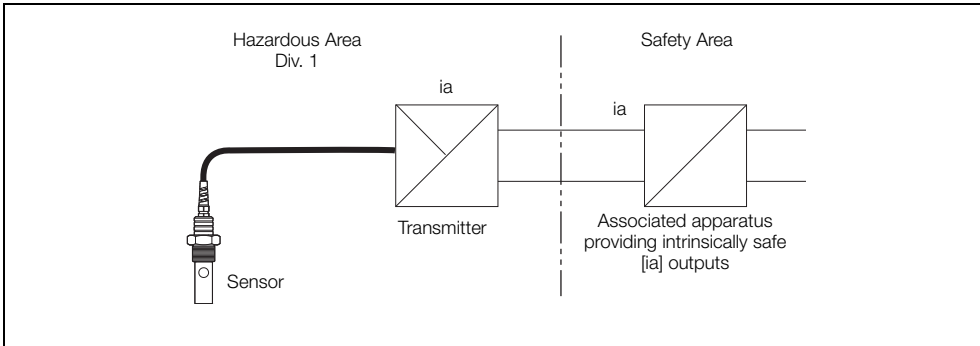 Hazardous Area
Div. 1
Safety Area
ia
ia
Transmitter
Associated apparatus
providing intrinsically safe
[ia] outputs
Sensor